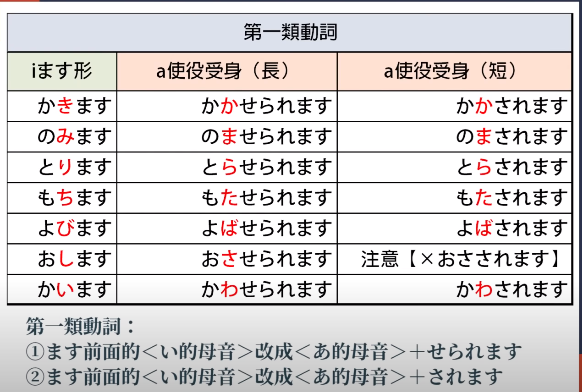 第一類動詞
iます形 a使役受身（長） a使役受身（短）
かきます かかせられます かかされます
のみます のませられます のまされます
とります とらせられます とらされます
もちます もたせられます もたされます
よびます よばせられます よばされます
おします おさせられます 注意【×おさされます】
かいます かわせられます かわされます
第一類動詞：
①ます前面的＜い的母音＞改成＜あ的母音＞＋せられます
②ます前面的＜い的母音＞改成＜あ的母音＞＋されます